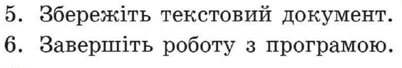 5. Збережіть текстовий документ.
6. Завершіть роботу з програмою.